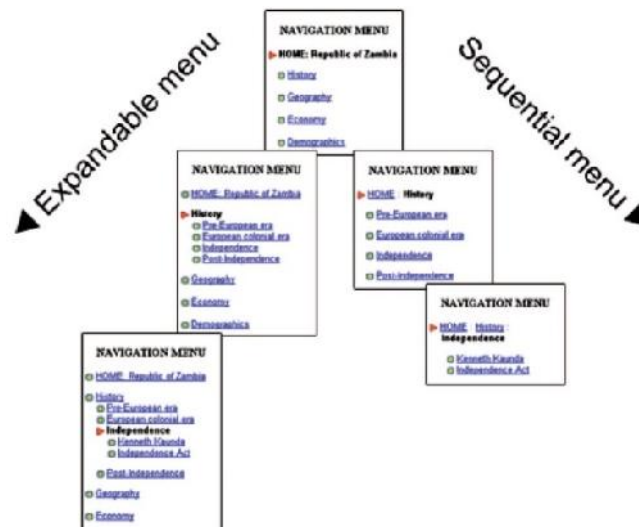 Expandable menu
Sequential menu
NAVIGATION MENU
HOME: Republic of Zambia
History
Geography
Economy
Demographics
NAVIGATION MENU
HOME: Republic of Zambia
History
Pre-European era
European colonial era
Independence
Post-Independence
Geography
Economy
Demographics
NAVIGATION MENU
HOME : History
Pre-European era
European colonial era
Independence
Post-Independence
NAVIGATION MENU
HOME : History :
Independence
Kenneth Kaunda
Independence Act
NAVIGATION MENU
HOME: Republic of Zambia
History
Pre-European era
European colonial era
Independence
Kenneth Kaunda
Independence Act
Post-Independence
Geography
Economy